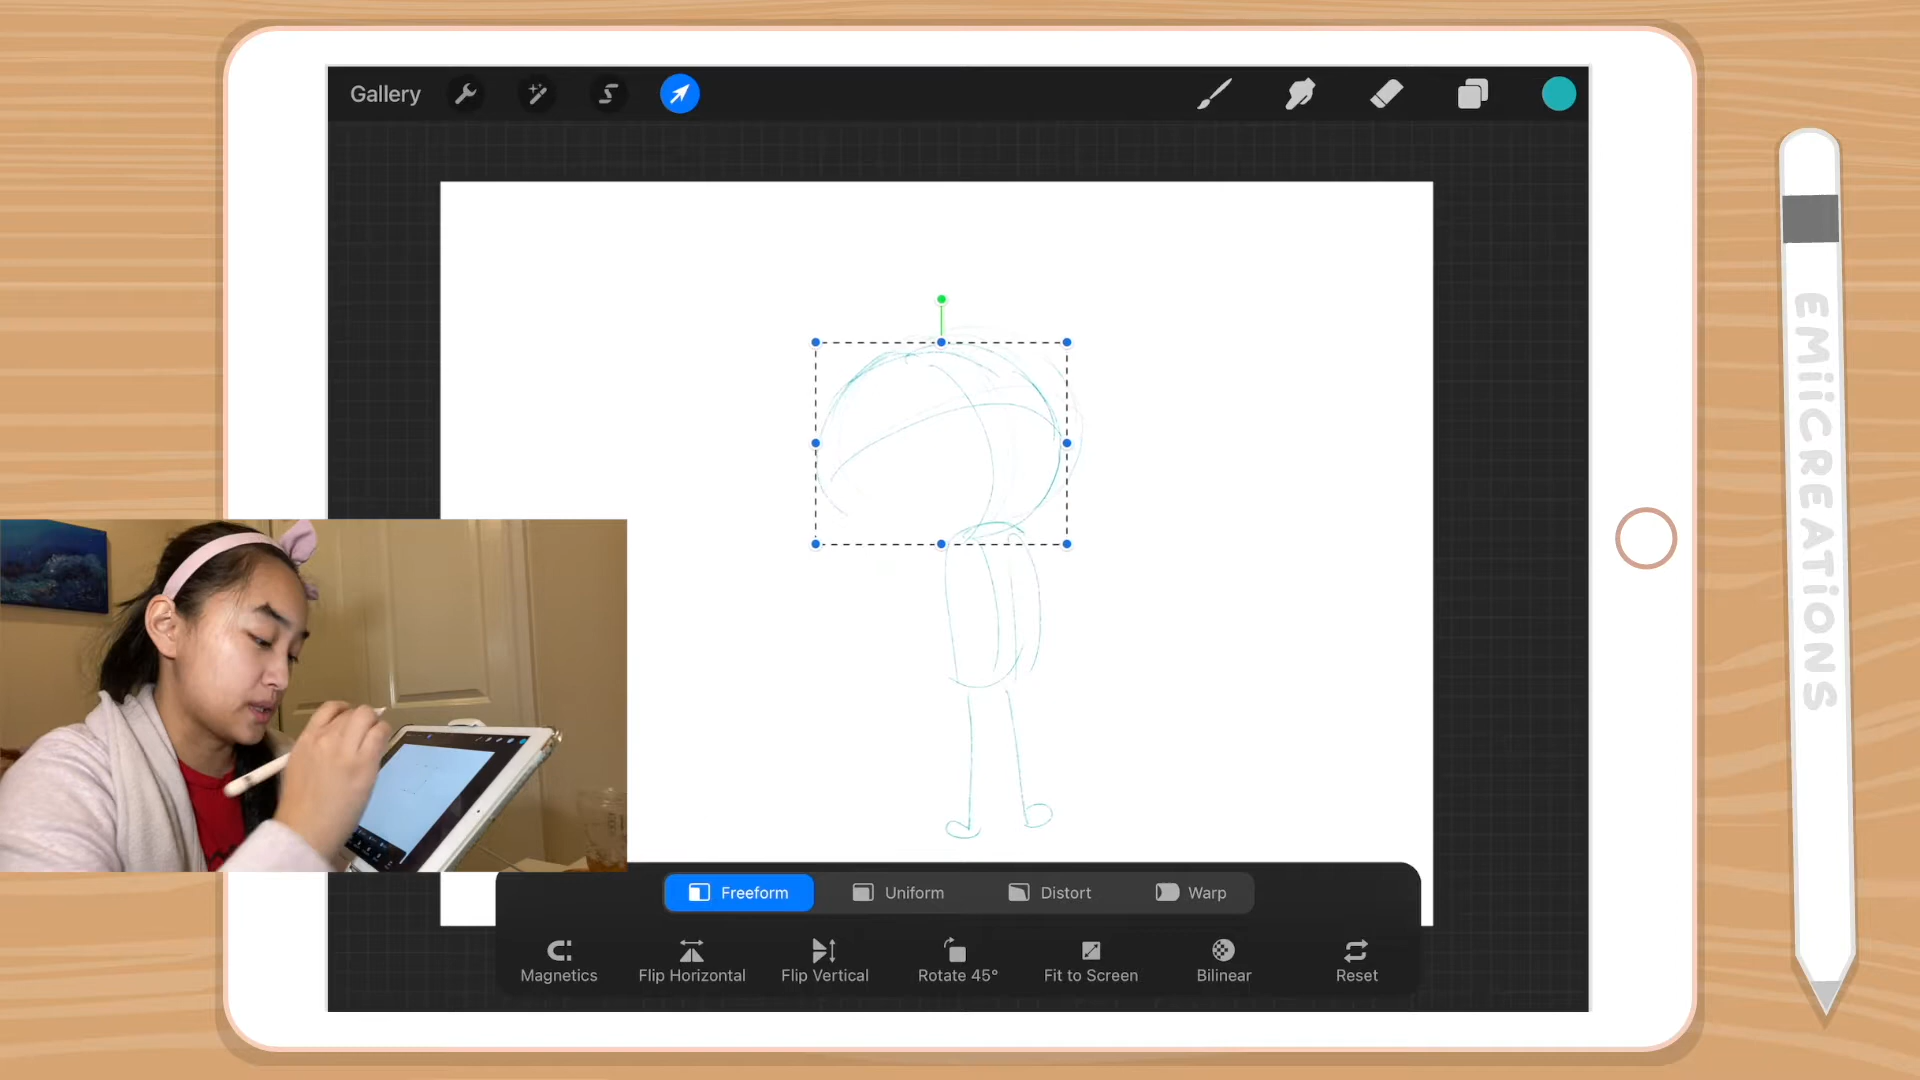 Gallery
Freeform
Uniform
Distort
Warp
Magnetics
Flip Horizontal
Flip Vertical
Rotate 45°
Fit to Screen
Bilinear
Reset
EMiiCREATiONS